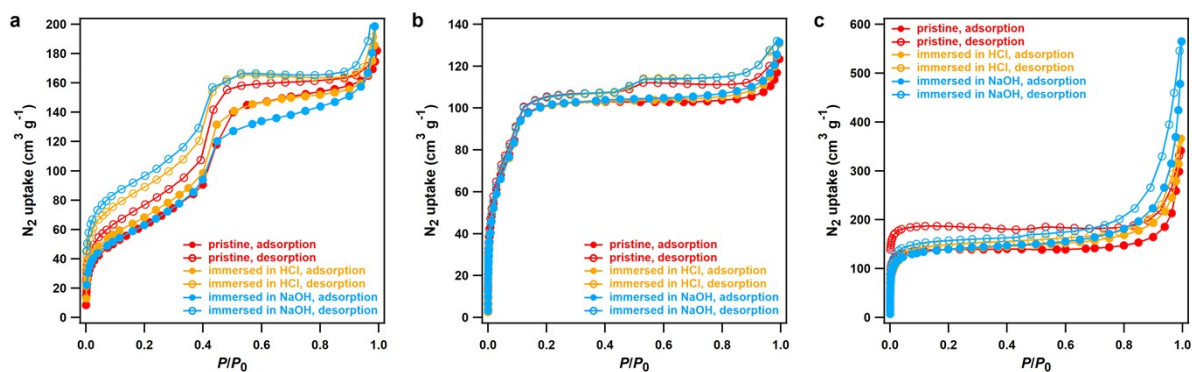 a
N2 uptake (cm3 g-1)
200
180
160
140
120
100
80
60
40
20
0
pristine, adsorption
pristine, desorption
immersed in HCl, adsorption
immersed in HCl, desorption
immersed in NaOH, adsorption
immersed in NaOH, desorption
0.0 0.2 0.4 0.6 0.8 1.0
P/P0
b
N2 uptake (cm3 g-1)
140
120
100
80
60
40
20
0
pristine, adsorption
pristine, desorption
immersed in HCl, adsorption
immersed in HCl, desorption
immersed in NaOH, adsorption
immersed in NaOH, desorption
0.0 0.2 0.4 0.6 0.8 1.0
P/P0
c
N2 uptake (cm3 g-1)
600
500
400
300
200
100
0
pristine, adsorption
pristine, desorption
immersed in HCl, adsorption
immersed in HCl, desorption
immersed in NaOH, adsorption
immersed in NaOH, desorption
0.0 0.2 0.4 0.6 0.8 1.0
P/P0